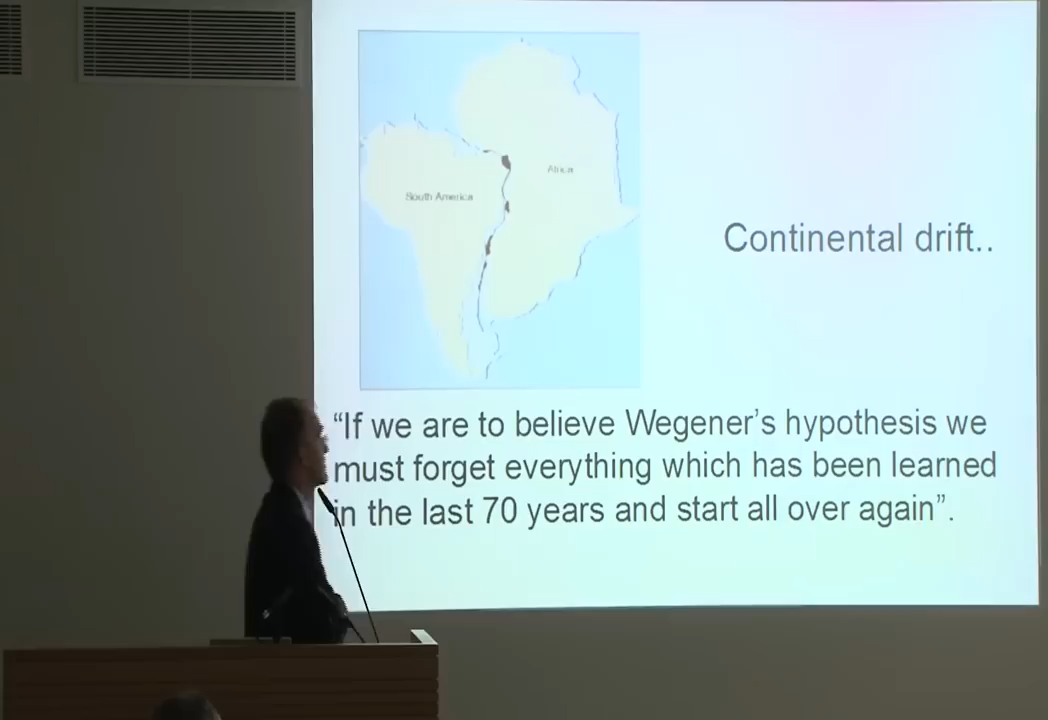 Africa
South America
Continental drift..
“If we are to believe Wegener’s hypothesis we
must forget everything which has been learned
in the last 70 years and start all over again”.